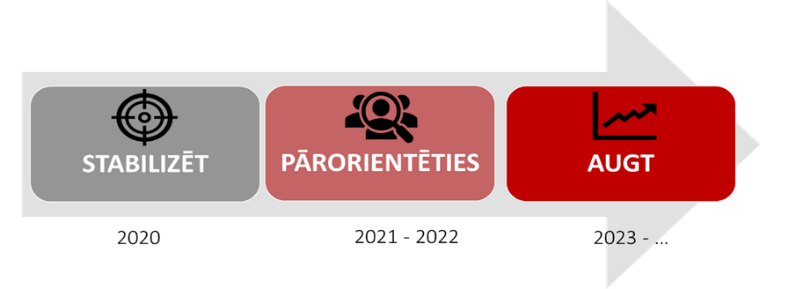 STABILIZĒT
PĀRORIENTĒTIES
AUGT
2020
2021 - 2022
2023 - ...